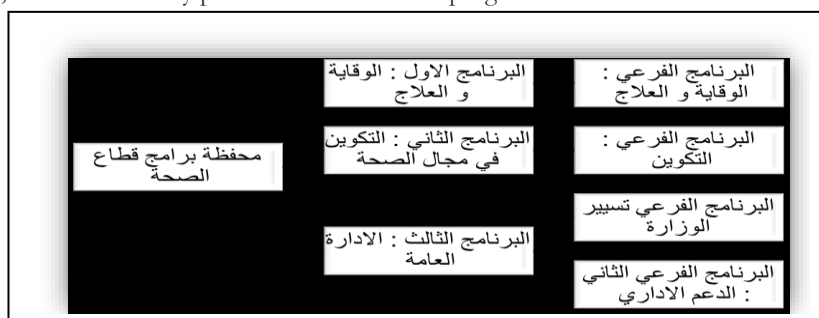 البرنامج الاول : الوقاية
و العلاج
البرنامج الفرعي :
الوقاية و العلاج
محفظة برامج قطاع
الصحة
البرنامج الثاني : التكوين
في مجال الصحة
البرنامج الفرعي :
التكوين
البرنامج الثالث : الادارة
العامة
البرنامج الفرعي تسيير
الوزارة
البرنامج الفرعي الثاني
: الدعم الاداري